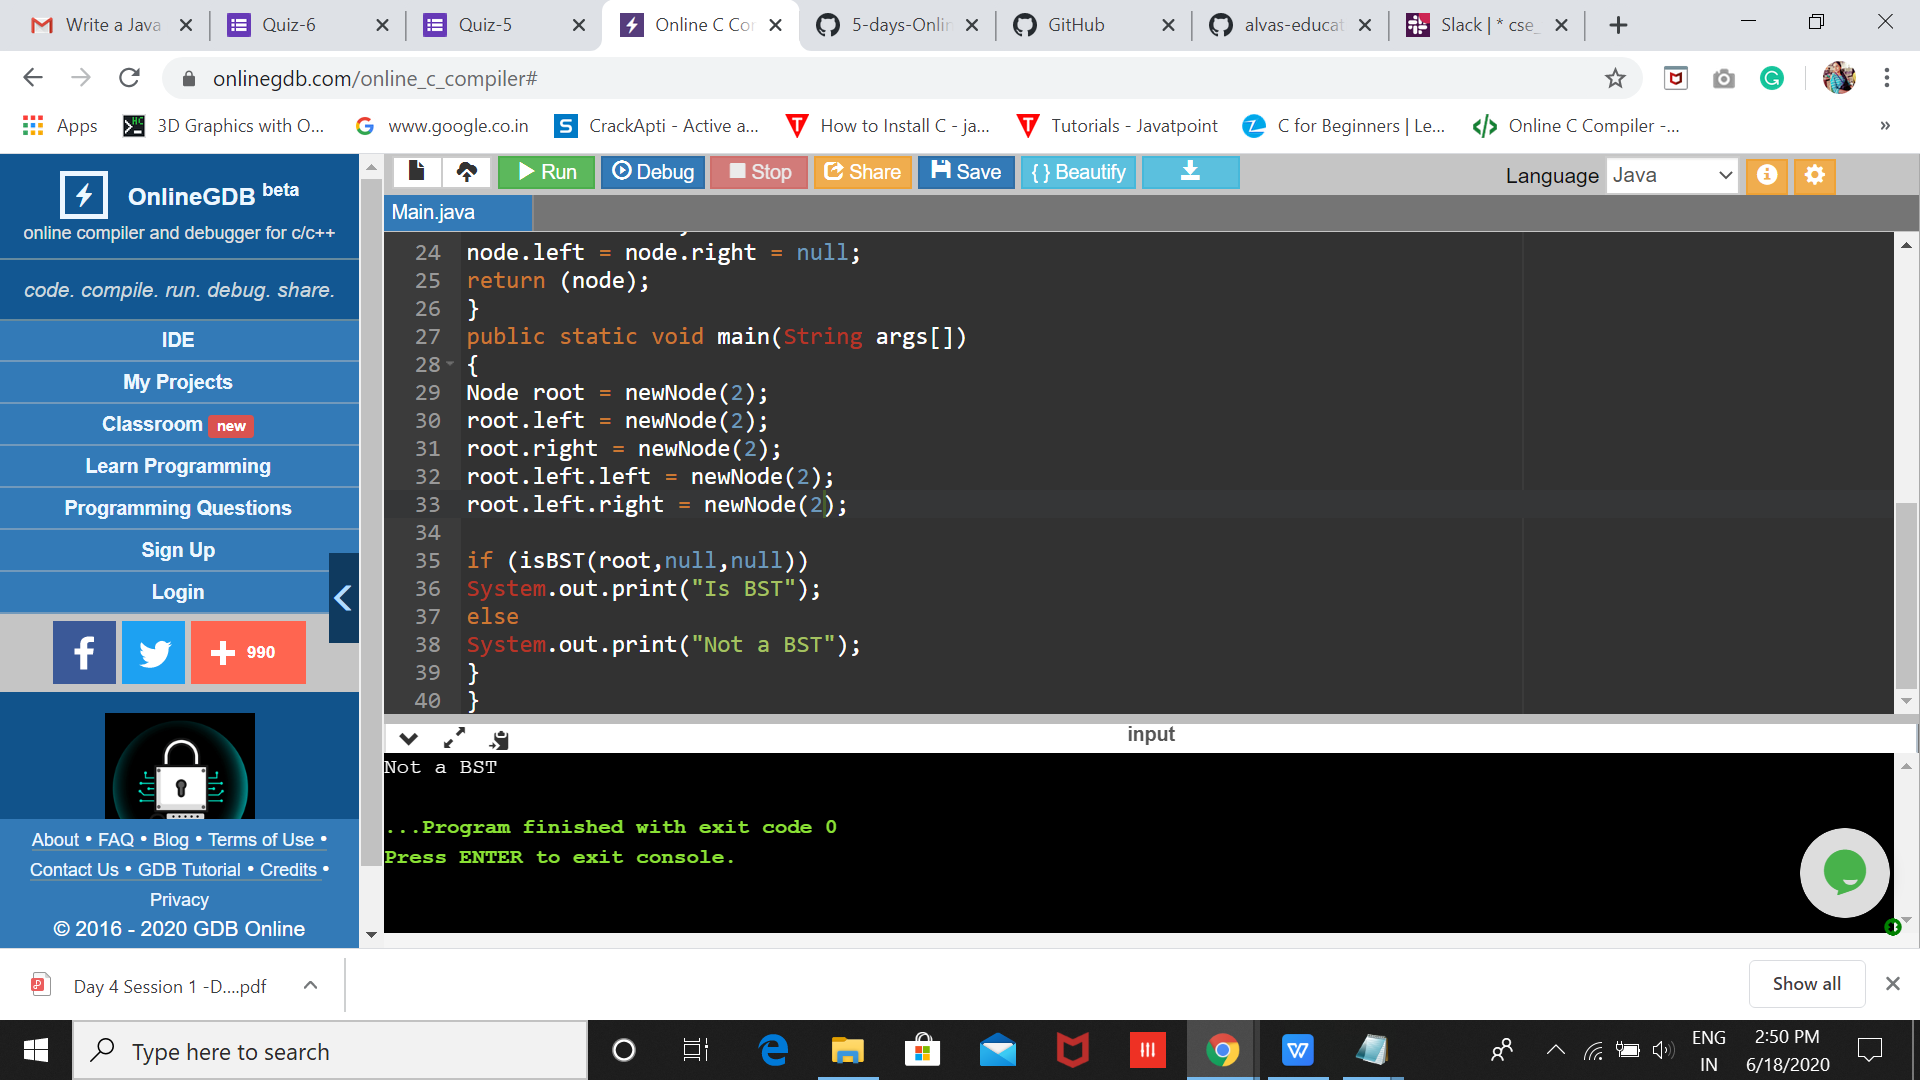 Write a Java
Quiz-6
Quiz-5
Online C Cor
5-days-Onlin
GitHub
alvas-educat
Slack | * cse_
onlinegdb.com/online_c_compiler#
Apps
3D Graphics with O...
www.google.co.in
CrackApti - Active a...
How to Install C - ja...
Tutorials - Javatpoint
C for Beginners | Le...
Online C Compiler -...
»
OnlineGDB beta
online compiler and debugger for c/c++
code. compile. run. debug. share.
IDE
My Projects
Classroom new
Learn Programming
Programming Questions
Sign Up
Login
990
About • FAQ • Blog • Terms of Use •
Contact Us • GDB Tutorial • Credits •
Privacy
© 2016 - 2020 GDB Online
Run Debug Stop Share Save { } Beautify
Language Java
Main.java
24 node.left = node.right = null;
25 return (node);
26 }
27 public static void main(String args[])
28 {
29 Node root = newNode(2);
30 root.left = newNode(2);
31 root.right = newNode(2);
32 root.left.left = newNode(2);
33 root.left.right = newNode(2);
34
35 if (isBST(root,null,null))
36 System.out.print("Is BST");
37 else
38 System.out.print("Not a BST");
39 }
40 }
input
Not a BST
...Program finished with exit code 0
Press ENTER to exit console.
Day 4 Session 1 -D....pdf
Show all
Type here to search
ENG
IN
2:50 PM
6/18/2020